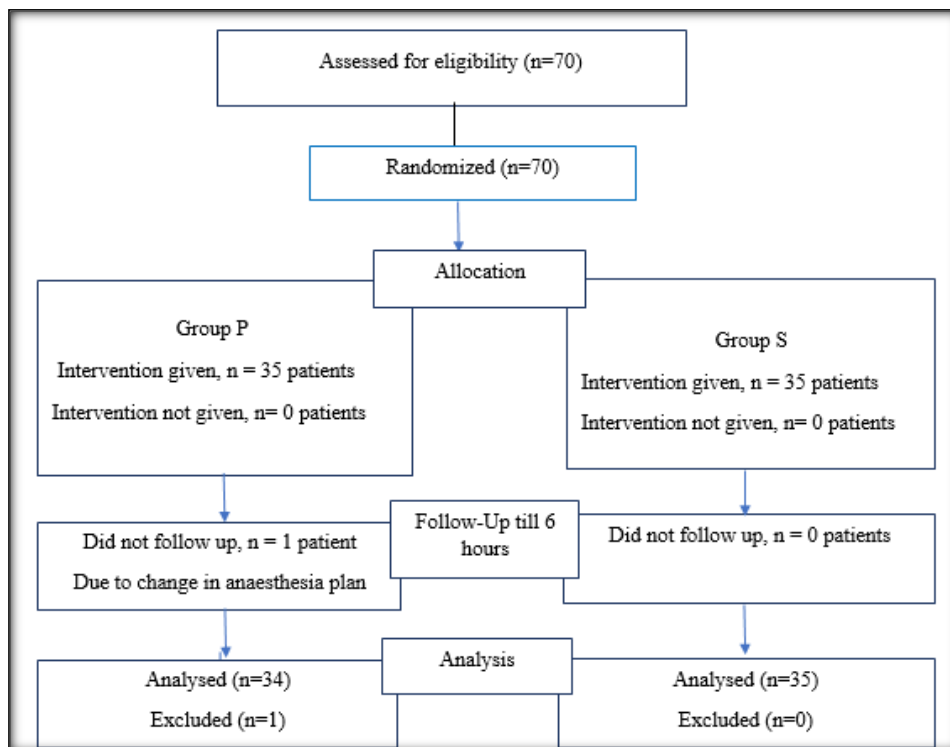 Assessed for eligibility (n=70)
Randomized (n=70)
Allocation
Group P
Intervention given, n = 35 patients
Intervention not given, n= 0 patients
Group S
Intervention given, n = 35 patients
Intervention not given, n= 0 patients
Follow-Up till 6
hours
Did not follow up, n = 1 patient
Due to change in anaesthesia plan
Did not follow up, n = 0 patients
Analysis
Analysed (n=34)
Excluded (n=1)
Analysed (n=35)
Excluded (n=0)